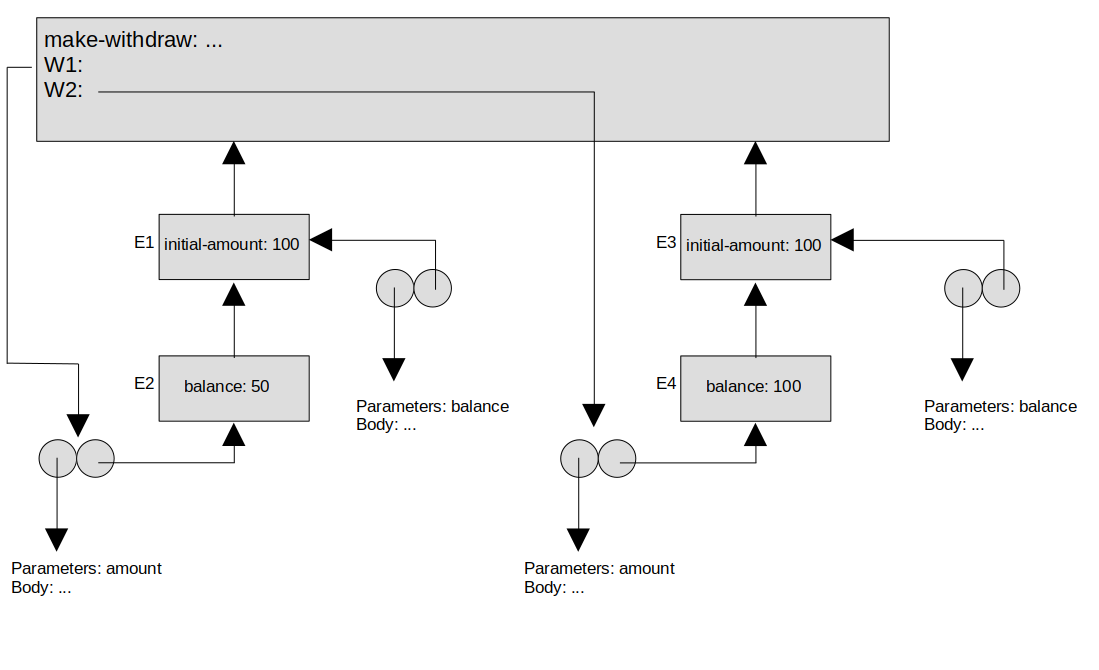 make-withdraw: ...
W1:
W2:
E1
initial-amount: 100
E3
initial-amount: 100
E2
balance: 50
E4
balance: 100
Parameters: balance
Body: ...
Parameters: balance
Body: ...
Parameters: amount
Body: ...
Parameters: amount
Body: ...